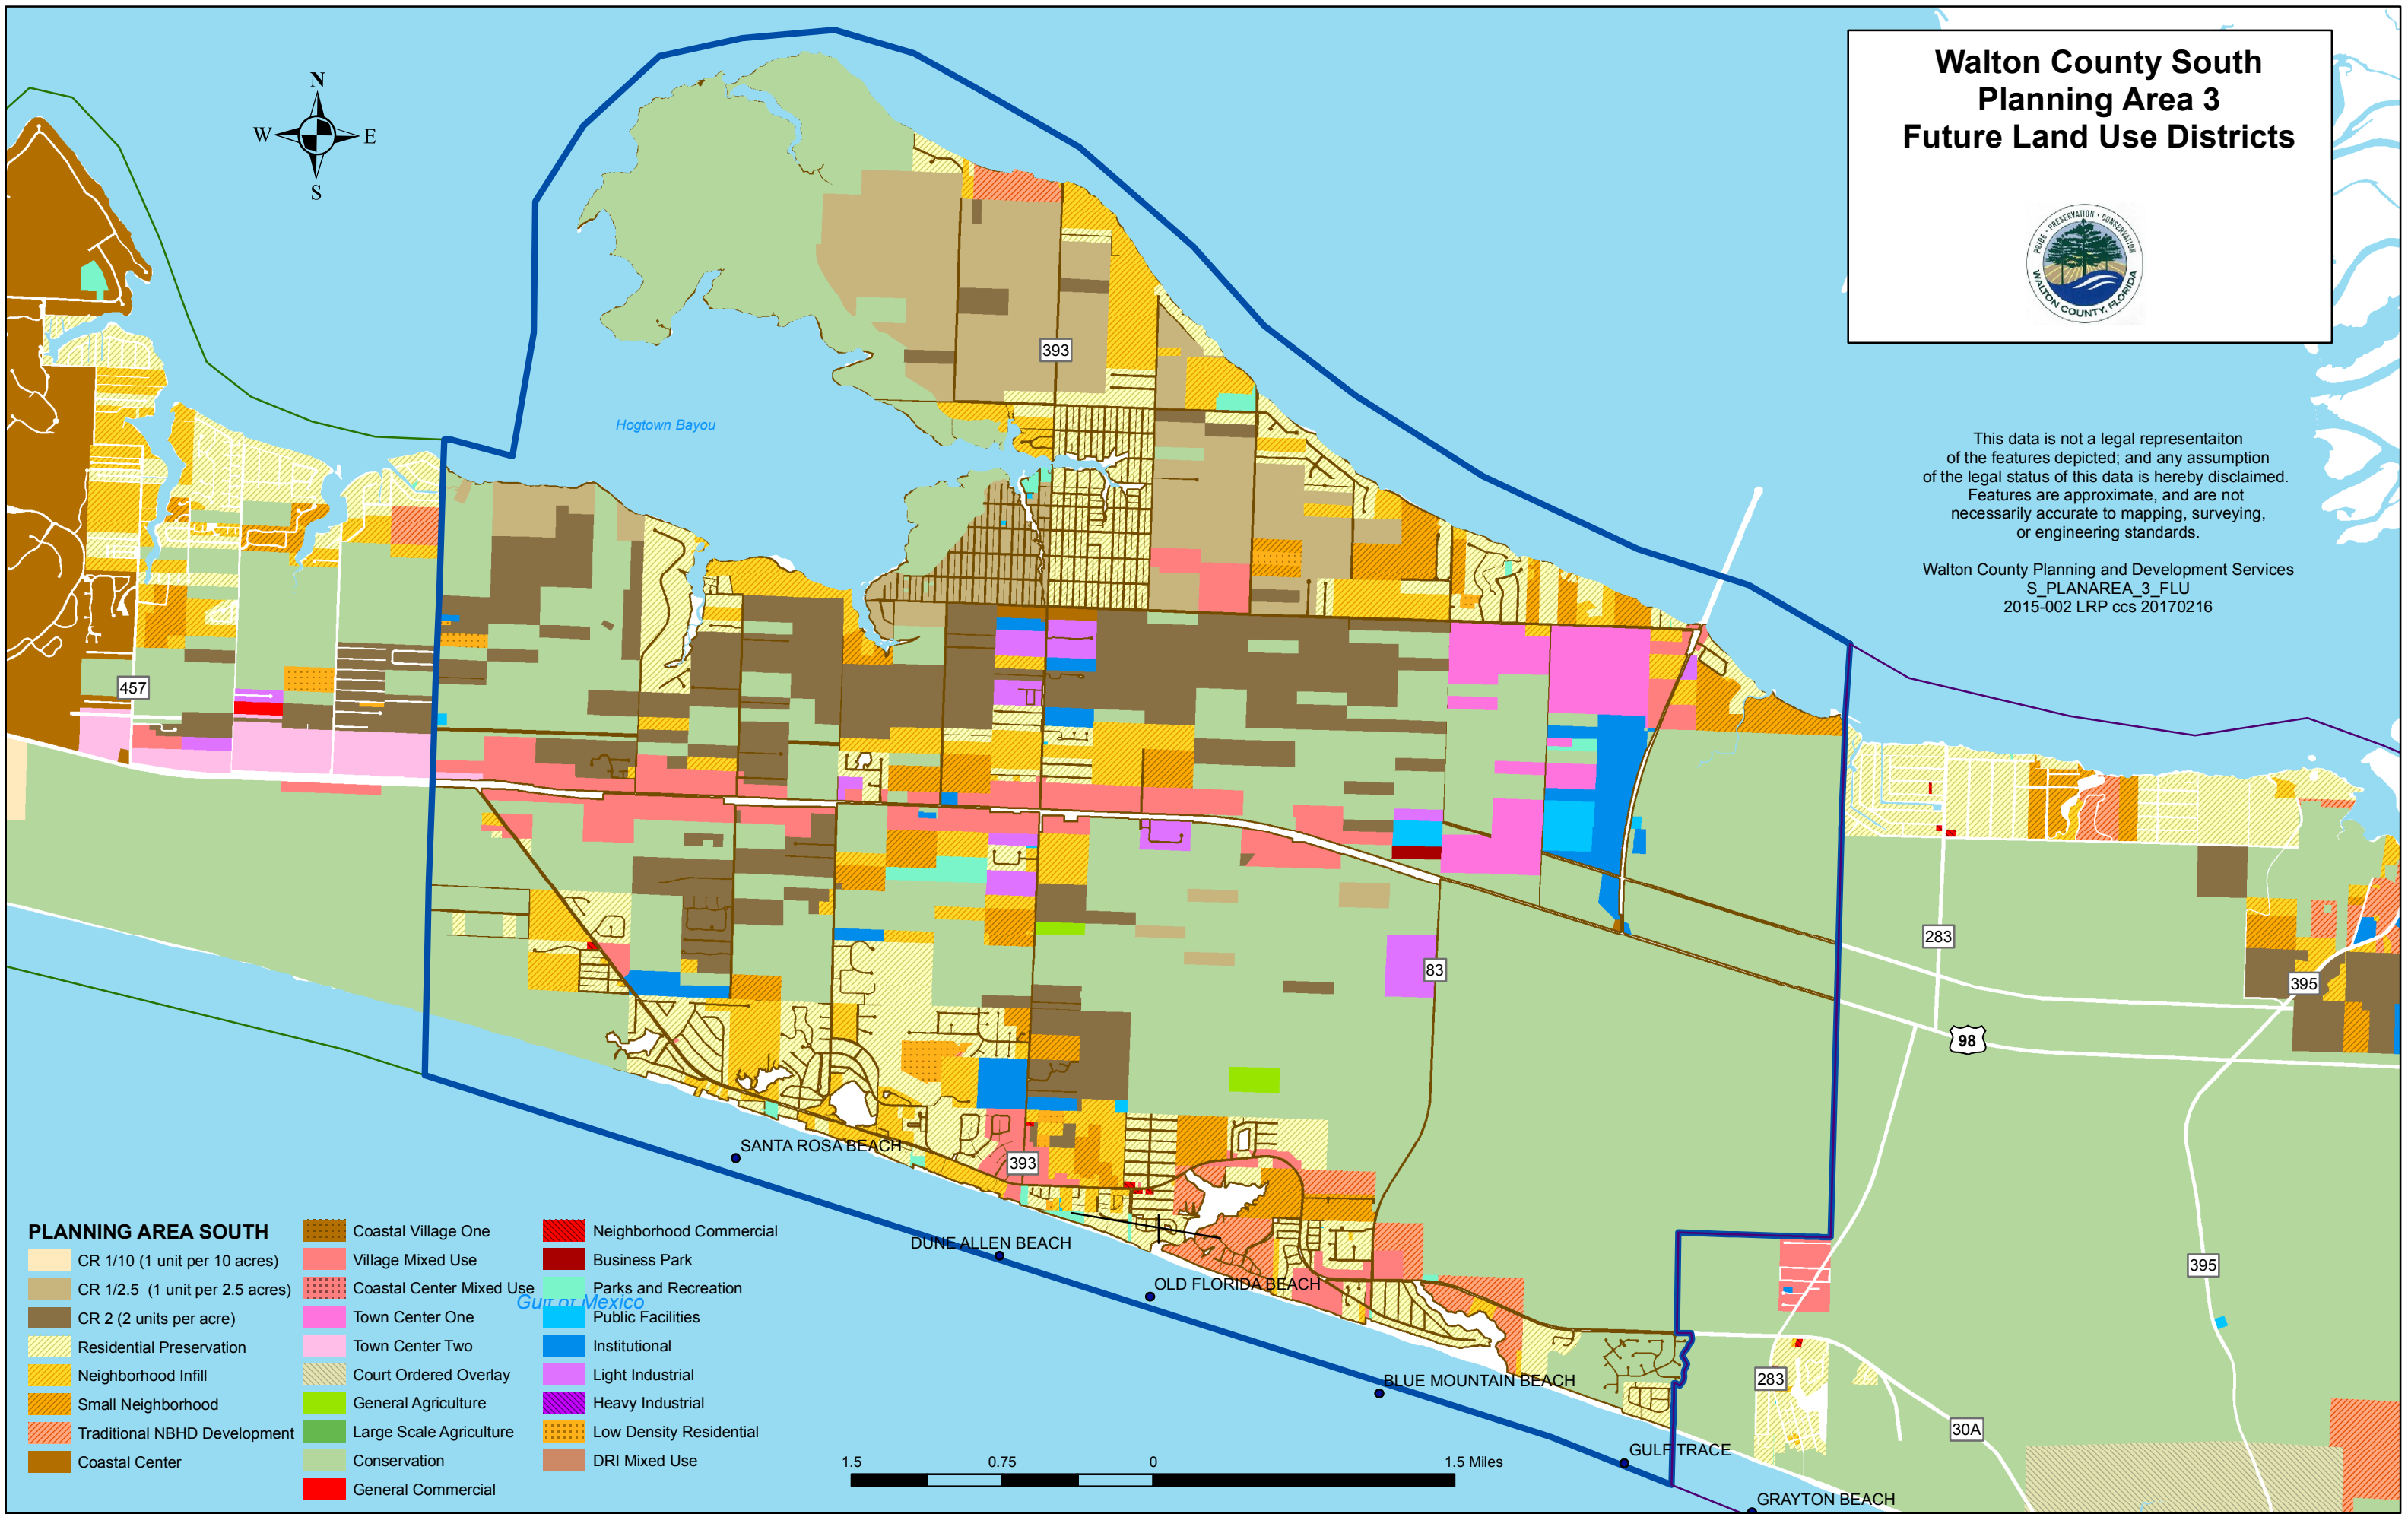 Walton County South
Planning Area 3
Future Land Use Districts
PRIDE • PRESERVATION • CONSERVATION
WALTON COUNTY, FLORIDA
N
W
E
S
393
Hogtown Bayou
This data is not a legal representaiton
of the features depicted; and any assumption
of the legal status of this data is hereby disclaimed.
Features are approximate, and are not
necessarily accurate to mapping, surveying,
or engineering standards.
Walton County Planning and Development Services
S_PLANAREA_3_FLU
2015-002 LRP ccs 20170216
457
283
83
395
98
SANTA ROSA BEACH
393
DUNE ALLEN BEACH
OLD FLORIDA BEACH
395
BLUE MOUNTAIN BEACH
283
30A
GULF TRACE
GRAYTON BEACH
Gulf of Mexico
PLANNING AREA SOUTH
CR 1/10 (1 unit per 10 acres)
CR 1/2.5 (1 unit per 2.5 acres)
CR 2 (2 units per acre)
Residential Preservation
Neighborhood Infill
Small Neighborhood
Traditional NBHD Development
Coastal Center
Coastal Village One
Village Mixed Use
Coastal Center Mixed Use
Town Center One
Town Center Two
Court Ordered Overlay
General Agriculture
Large Scale Agriculture
Conservation
General Commercial
Neighborhood Commercial
Business Park
Parks and Recreation
Public Facilities
Institutional
Light Industrial
Heavy Industrial
Low Density Residential
DRI Mixed Use
1.5 0.75 0 1.5 Miles